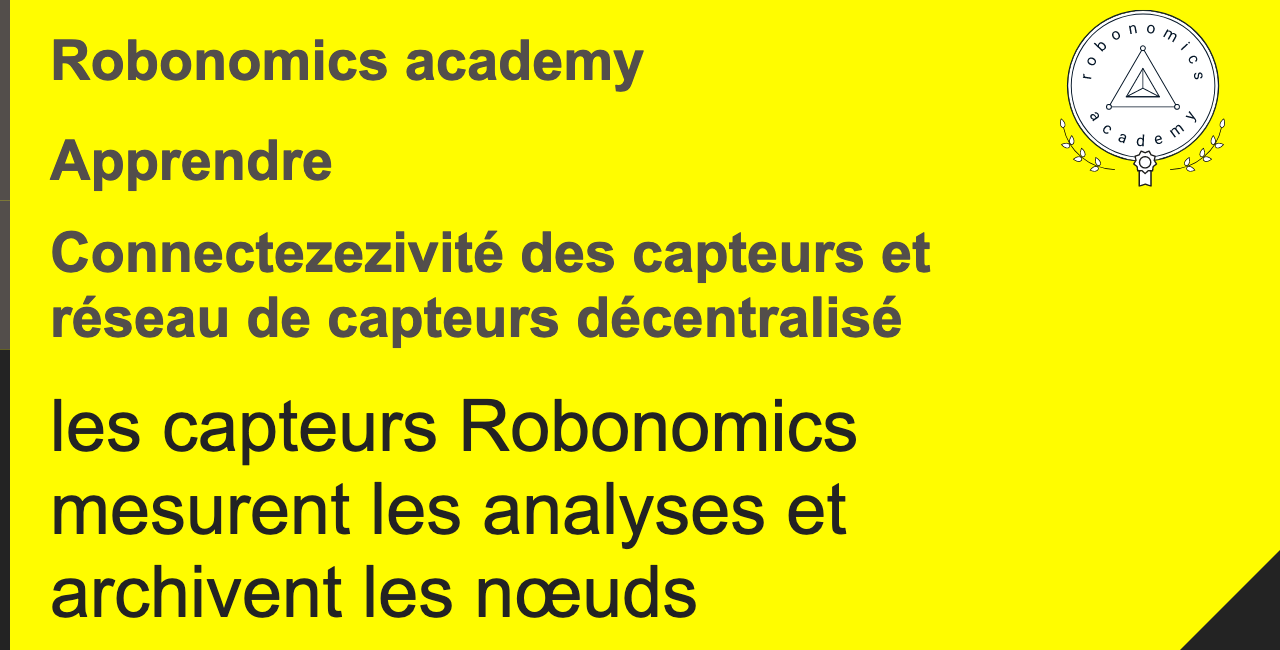 Robonomics academy
robonomics
academy
Apprendre
Connectezezivité des capteurs et
réseau de capteurs décentralisé
les capteurs Robonomics
mesurent les analyses et
archivent les nœuds